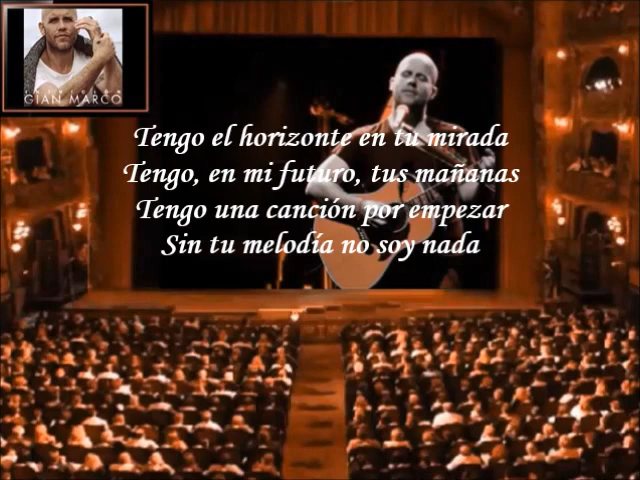 GIAN MARCO
Tengo el horizonte en tu mirada
Tengo, en mi futuro, tus mañanas
Tengo una canción por empezar
Sin tu melodía no soy nada